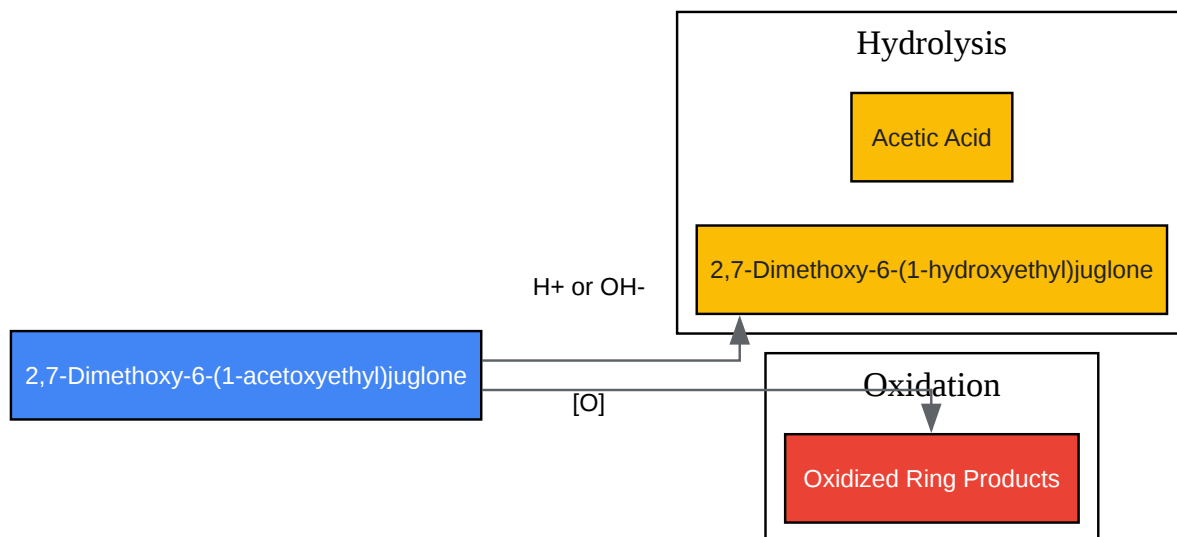 Hydrolysis
Acetic Acid
2,7-Dimethoxy-6-(1-hydroxyethyl)juglone
H+ or OH-
2,7-Dimethoxy-6-(1-acetoxyethyl)juglone
Oxidation
[O]
Oxidized Ring Products